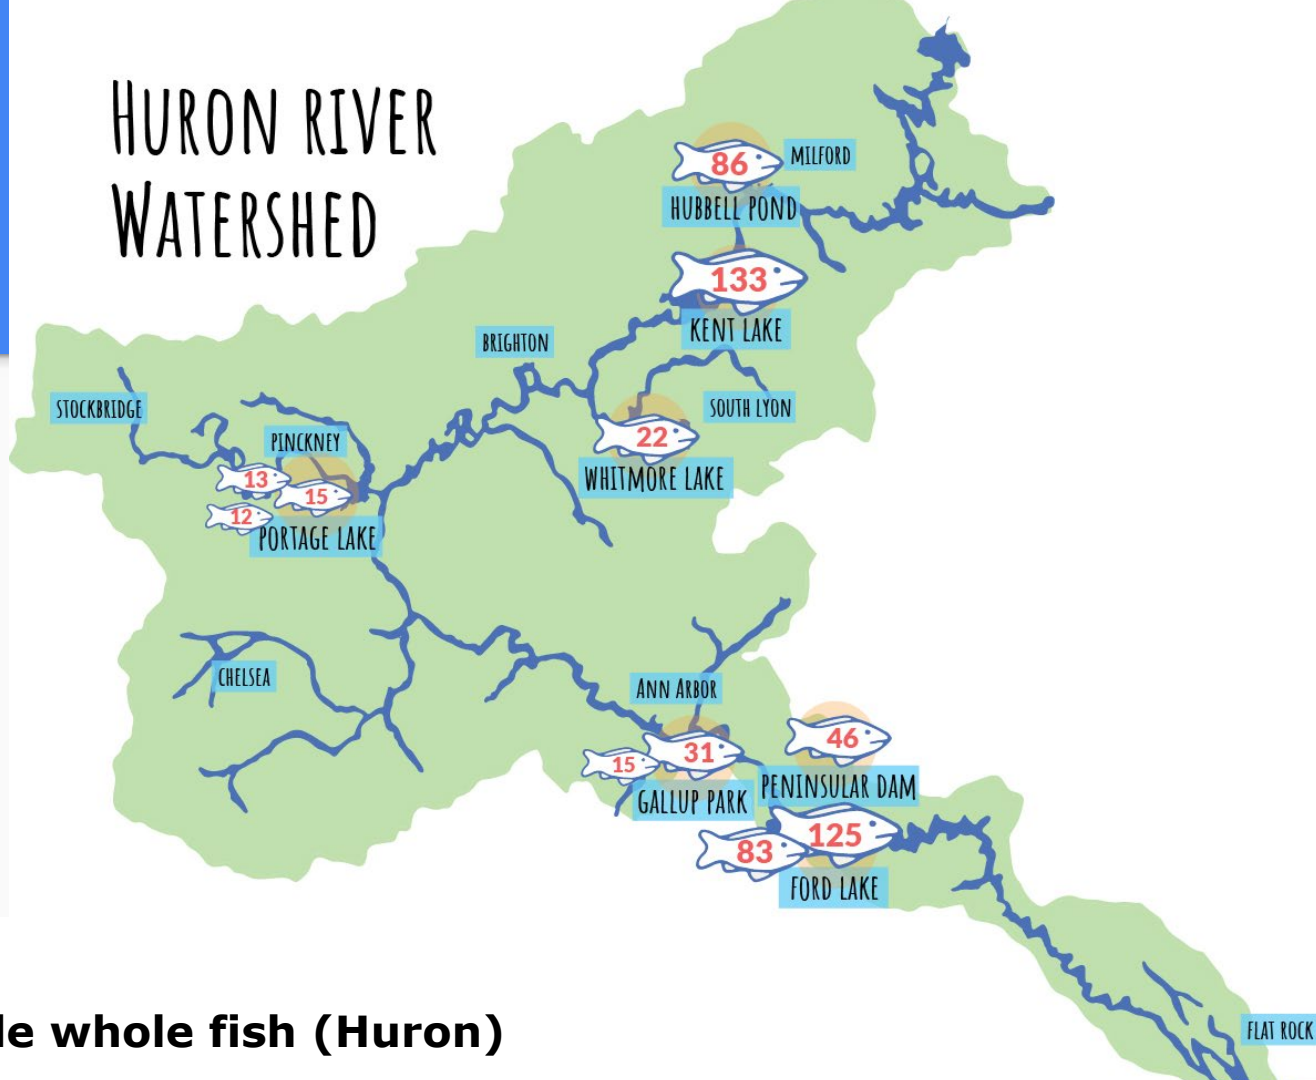 HURON RIVER
WATERSHED
86
MILFORD
HUBBELL POND
133
KENT LAKE
BRIGHTON
STOCKBRIDGE
SOUTH LYON
PINCKNEY
22
WHITMORE LAKE
13
15
12
PORTAGE LAKE
CHELSEA
ANN ARBOR
46
31
15
PENINSULAR DAM
GALLUP PARK
125
83
FORD LAKE
whole fish (Huron)
FLAT ROCK